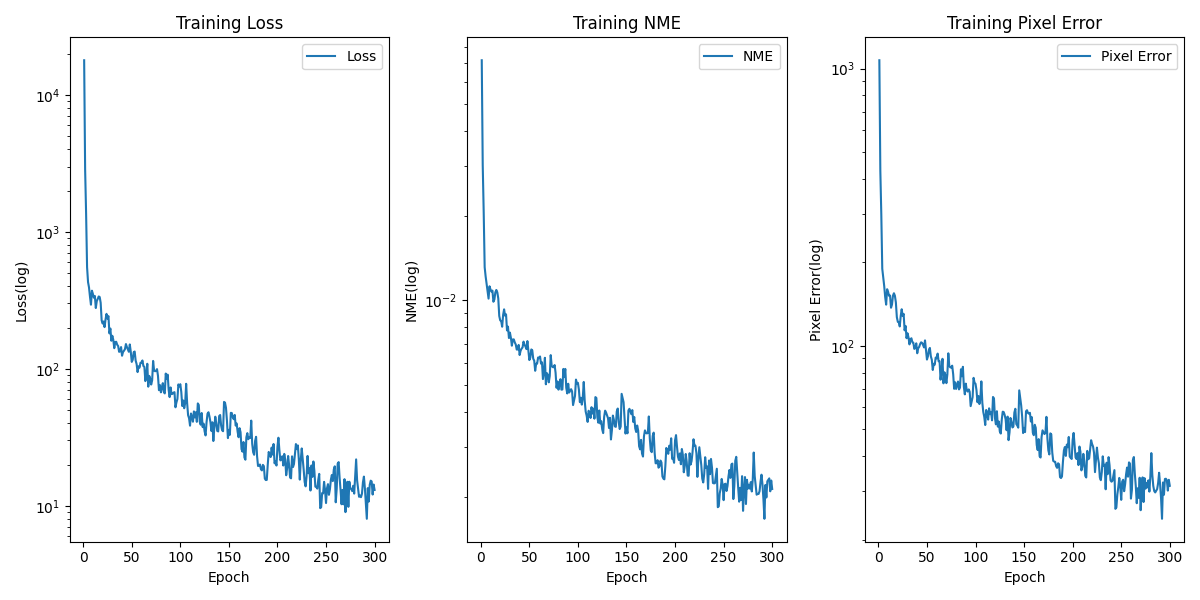 Training Loss
Loss
10^4
10^3
10^2
10^1
Loss(log)
0 50 100 150 200 250 300
Epoch
Training NME
NME
10^−2
NME(log)
0 50 100 150 200 250 300
Epoch
Training Pixel Error
Pixel Error
10^3
10^2
Pixel Error(log)
0 50 100 150 200 250 300
Epoch